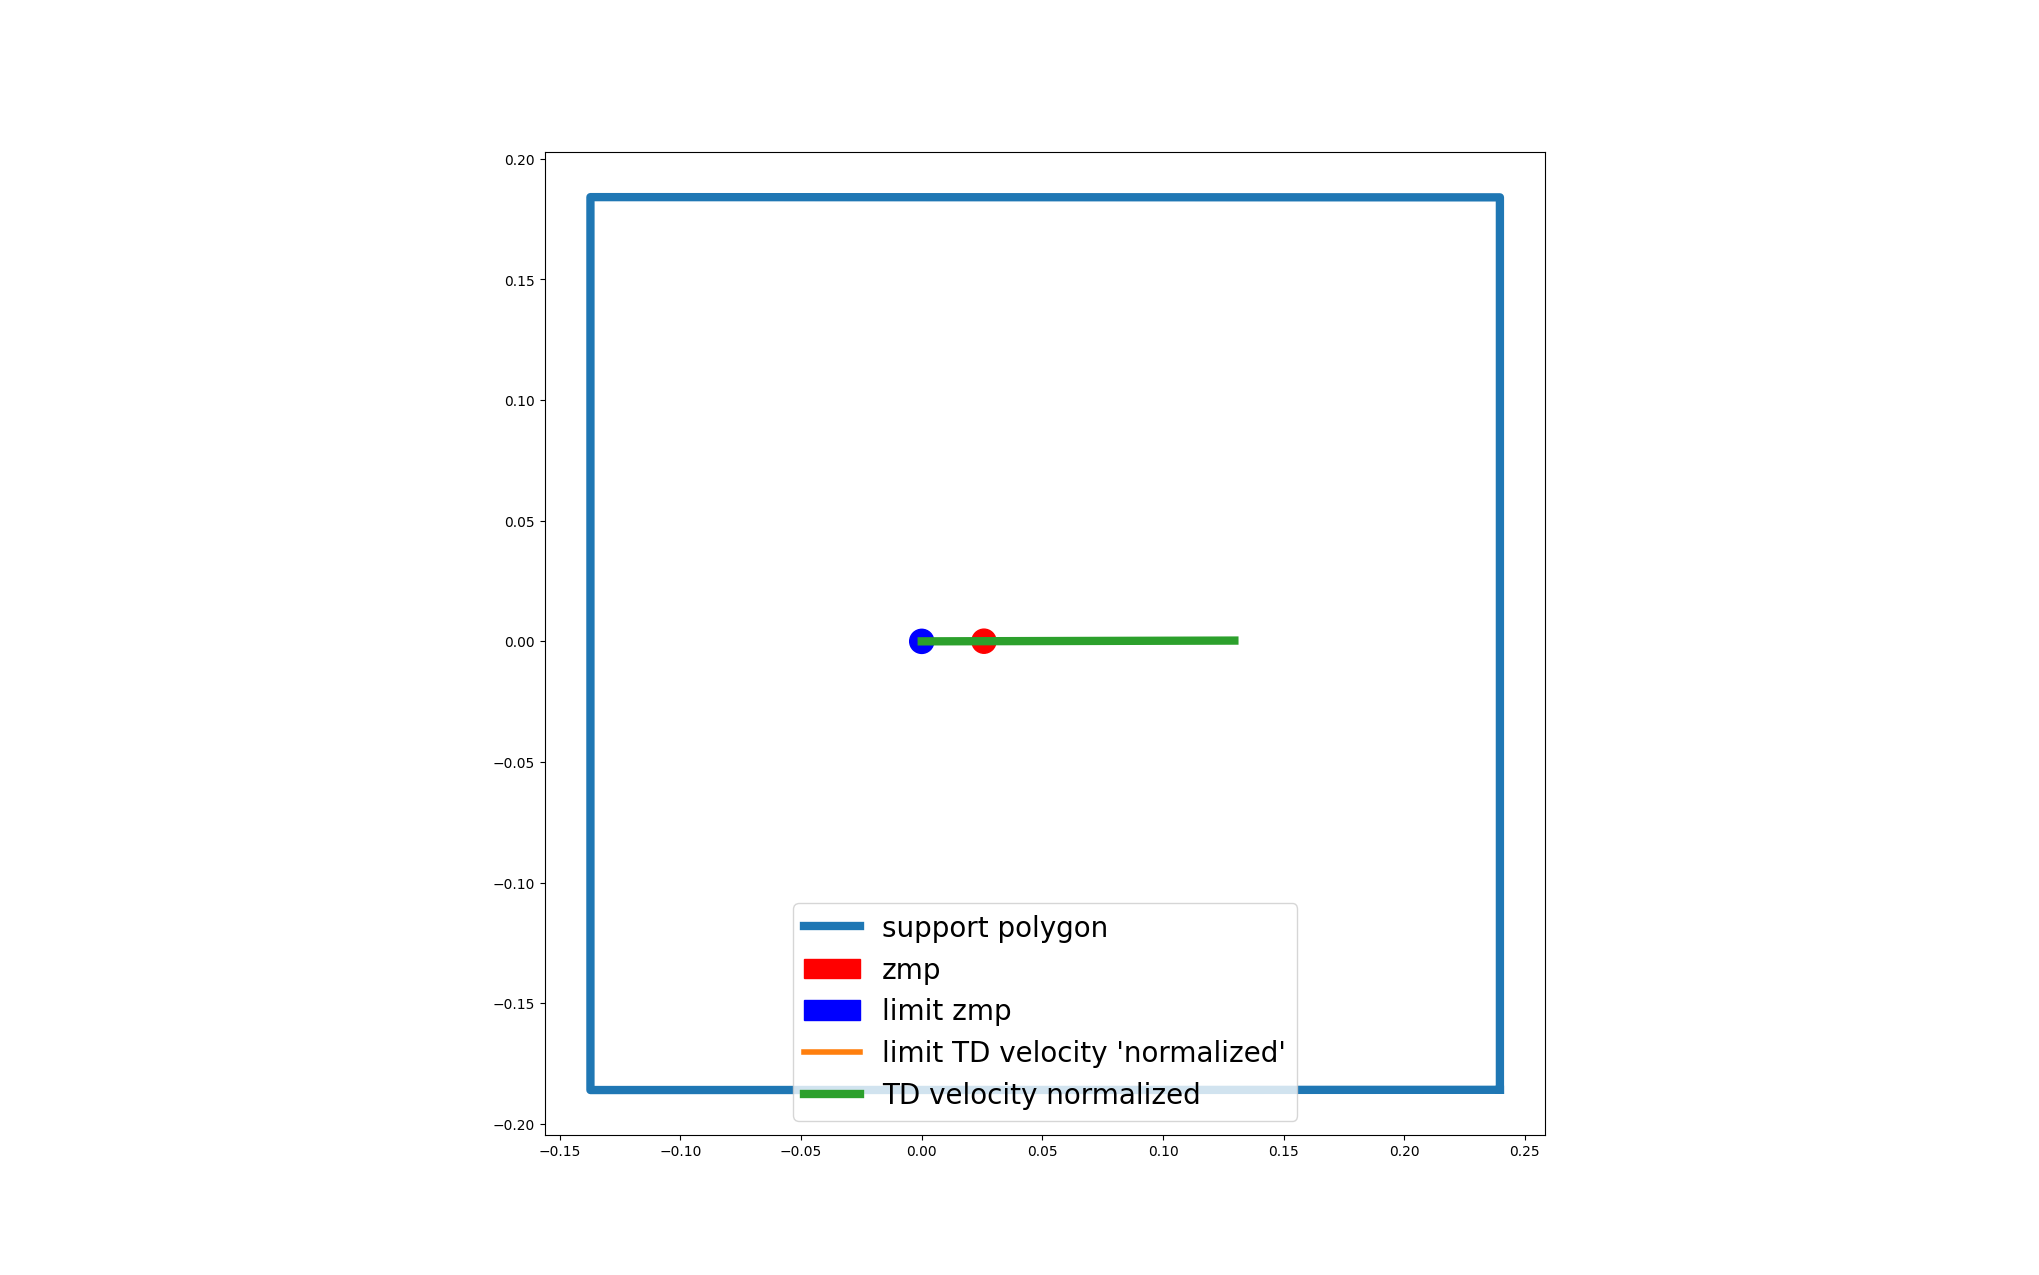 0.20
0.15
0.10
0.05
0.00
−0.05
−0.10
−0.15
−0.20
support polygon
zmp
limit zmp
limit TD velocity 'normalized'
TD velocity normalized
−0.15 −0.10 −0.05 0.00 0.05 0.10 0.15 0.20 0.25